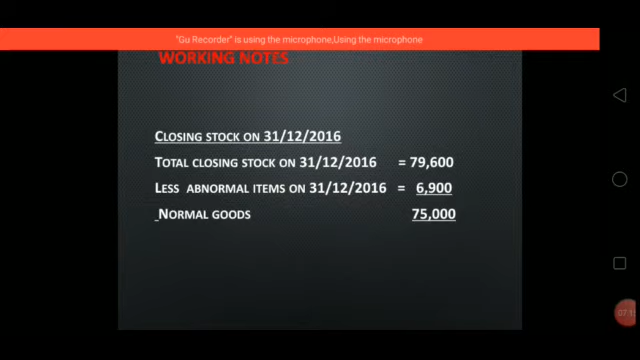 "Gu Recorder" is using the microphone,Using the microphone
WORKING NOTES
CLOSING STOCK ON 31/12/2016
TOTAL CLOSING STOCK ON 31/12/2016 = 79,600
LESS ABNORMAL ITEMS ON 31/12/2016 = 6,900
NORMAL GOODS 75,000